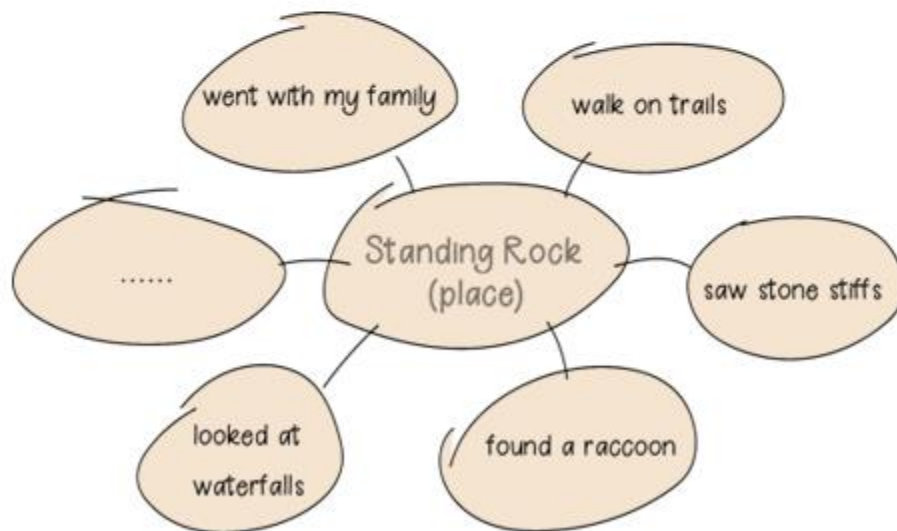 went with my family
walk on trails
Standing Rock
(place)
......
saw stone stiffs
looked at
waterfalls
found a raccoon